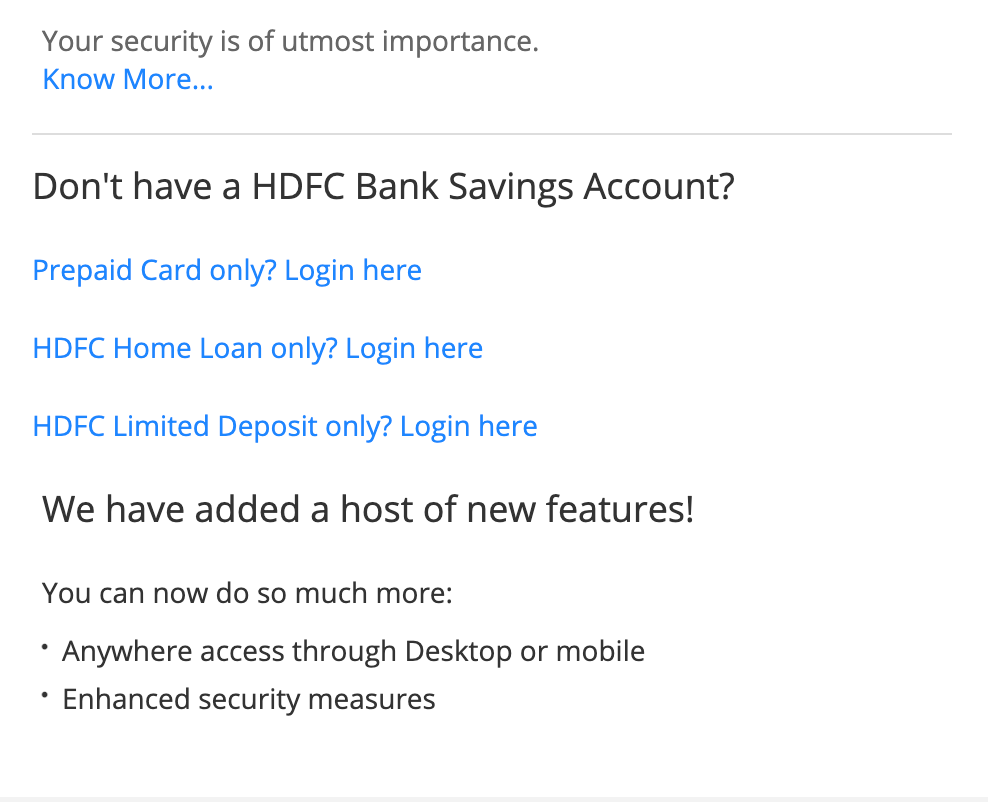 Your security is of utmost importance.
Know More...
Don't have a HDFC Bank Savings Account?
Prepaid Card only? Login here
HDFC Home Loan only? Login here
HDFC Limited Deposit only? Login here
We have added a host of new features!
You can now do so much more:
• Anywhere access through Desktop or mobile
• Enhanced security measures